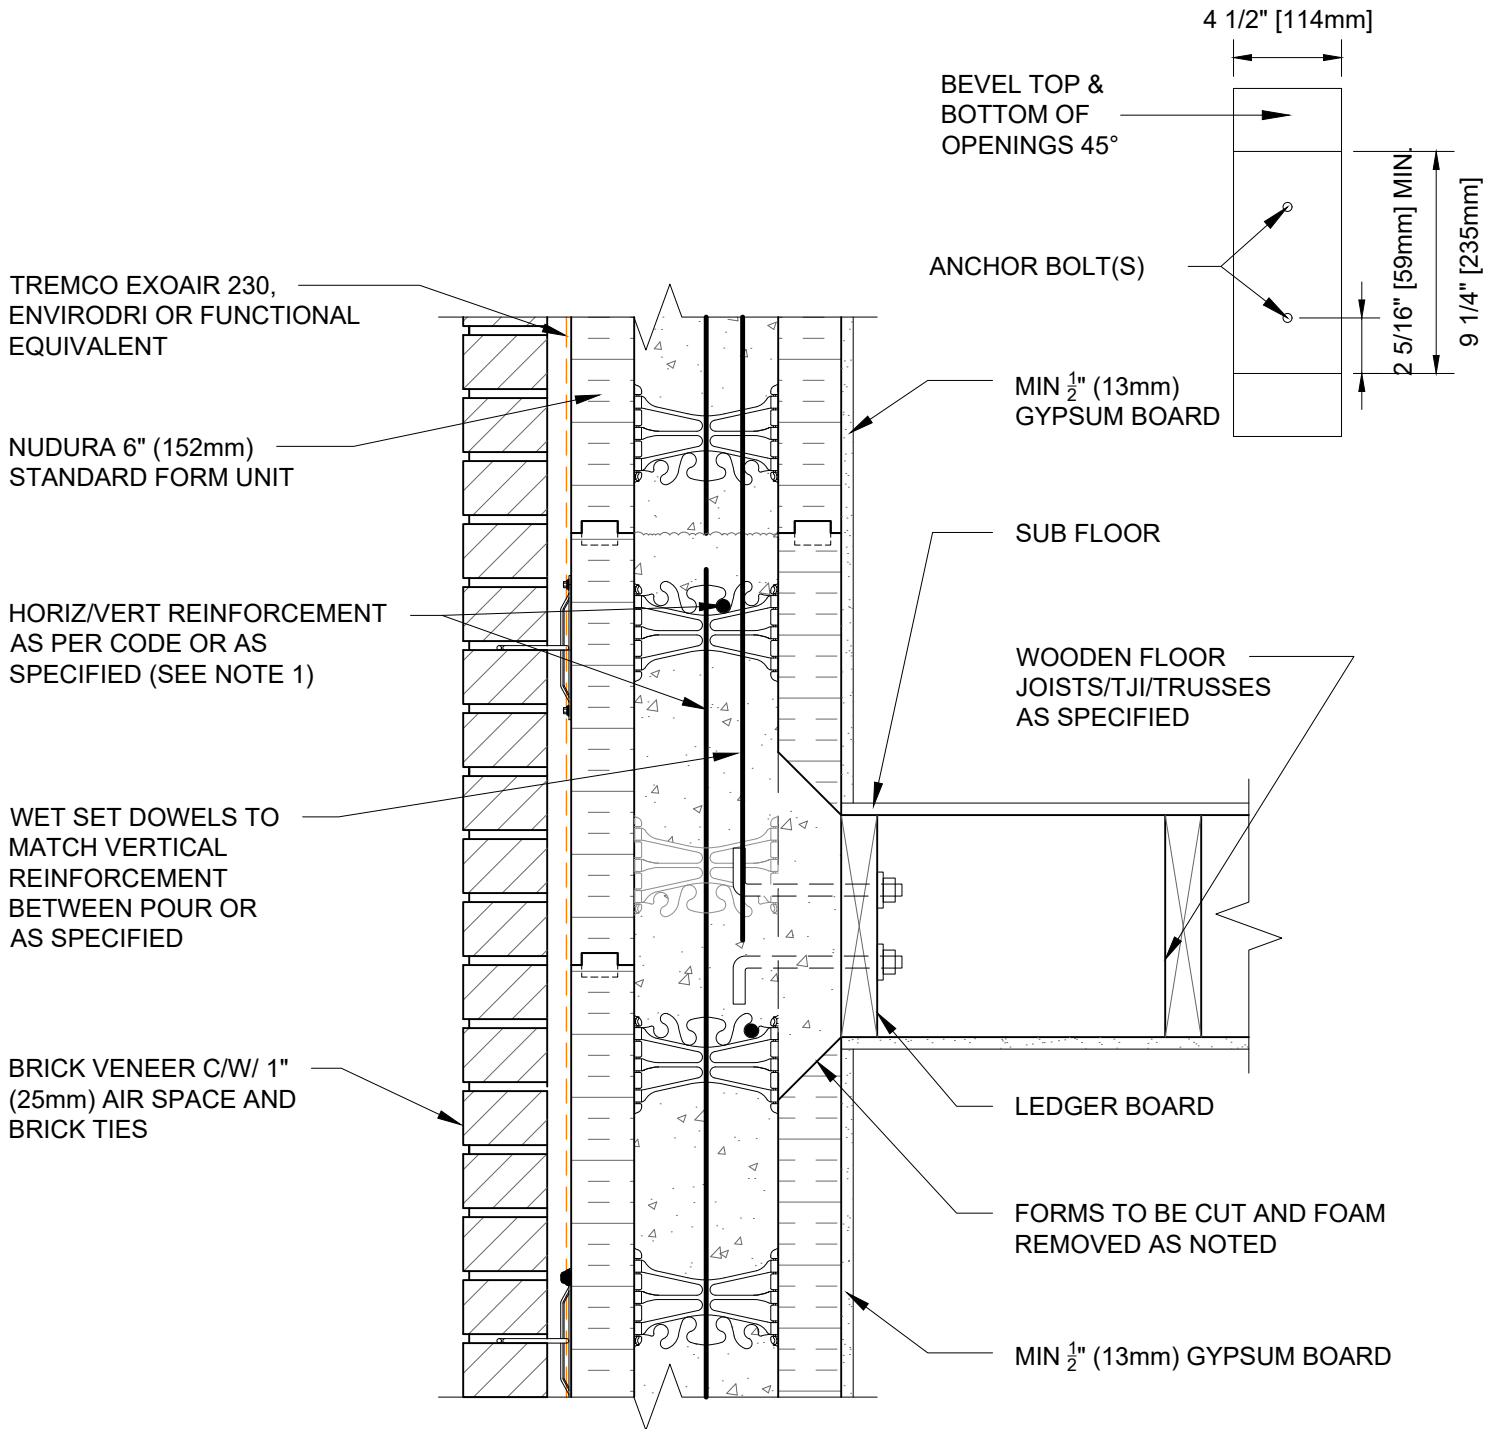 4 1/2" [114mm]
BEVEL TOP &
BOTTOM OF
OPENINGS 45°
2 5/16" [59mm] MIN.
9 1/4" [235mm]
ANCHOR BOLT(S)
TREMCO EXOAIR 230,
ENVIRODRI OR FUNCTIONAL
EQUIVALENT
MIN 1/2" (13mm)
GYPSUM BOARD
NUDURA 6" (152mm)
STANDARD FORM UNIT
SUB FLOOR
HORIZ/VERT REINFORCEMENT
AS PER CODE OR AS
SPECIFIED (SEE NOTE 1)
WOODEN FLOOR
JOISTS/TJI/TRUSSES
AS SPECIFIED
WET SET DOWELS TO
MATCH VERTICAL
REINFORCEMENT
BETWEEN POUR OR
AS SPECIFIED
BRICK VENEER C/W/ 1"
(25mm) AIR SPACE AND
BRICK TIES
LEDGER BOARD
FORMS TO BE CUT AND FOAM
REMOVED AS NOTED
MIN 1/2" (13mm) GYPSUM BOARD